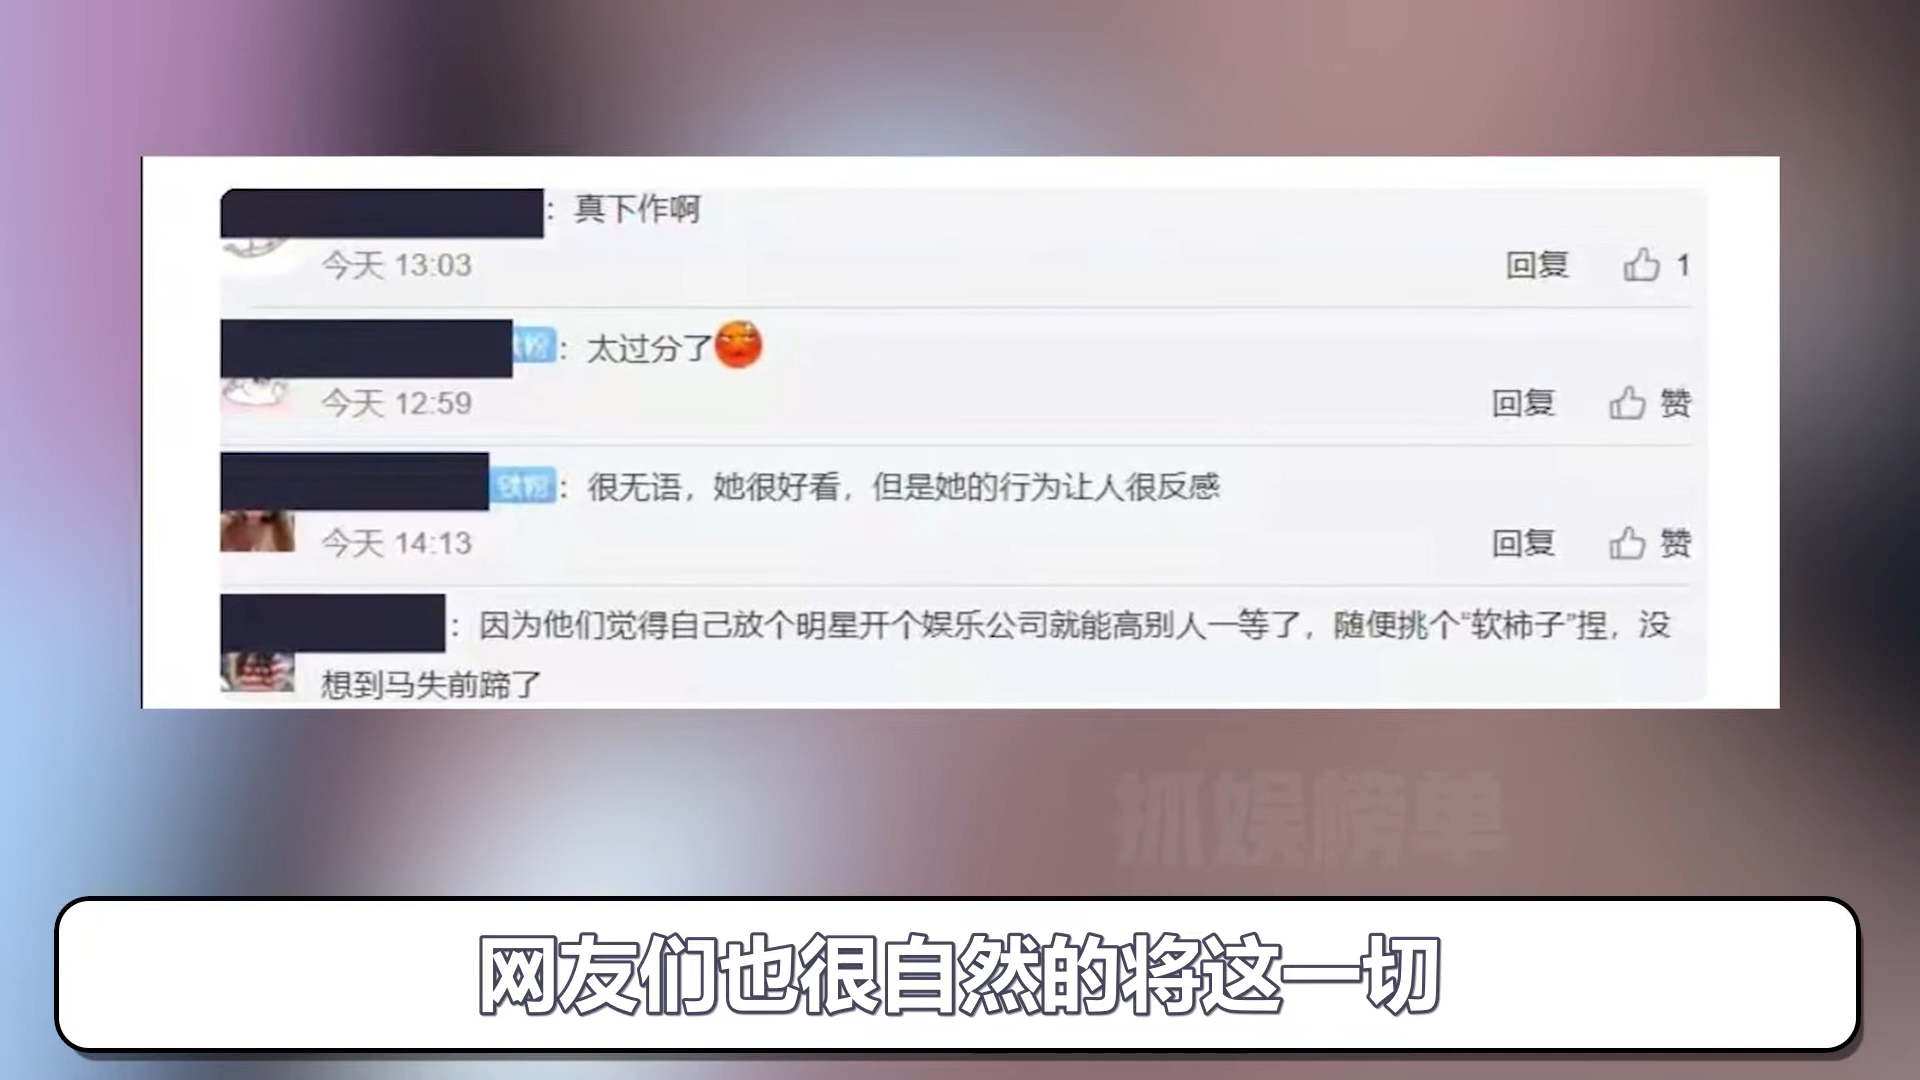 ：真下作啊
今天 13:03 回复 1
铁粉：太过分了
今天 12:59 回复 赞
铁粉：很无语，她很好看，但是她的行为让人很反感
今天 14:13 回复 赞
：因为他们觉得自己放个明星开个娱乐公司就能高别人一等了，随便挑个“软柿子”捏，没
想到马失前蹄了
抓娱榜单
网友们也很自然的将这一切